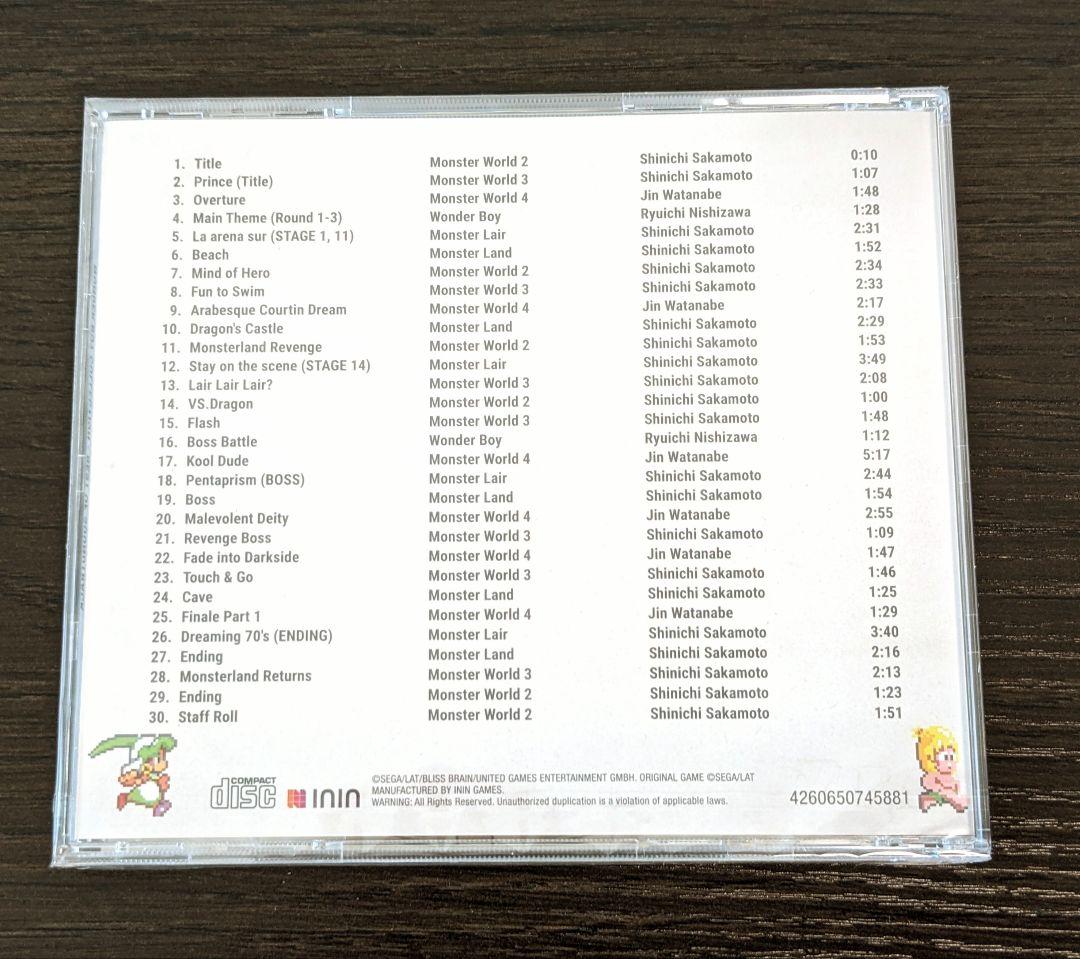 1. Title Monster World 2 Shinichi Sakamoto 0:10
2. Prince (Title) Monster World 3 Shinichi Sakamoto 1:07
3. Overture Monster World 4 Jin Watanabe 1:48
4. Main Theme (Round 1-3) Wonder Boy Ryuichi Nishizawa 1:28
5. La arena sur (STAGE 1, 11) Monster Lair Shinichi Sakamoto 2:31
6. Beach Monster Land Shinichi Sakamoto 1:52
7. Mind of Hero Monster World 2 Shinichi Sakamoto 2:34
8. Fun to Swim Monster World 3 Shinichi Sakamoto 2:33
9. Arabesque Courtin Dream Monster World 4 Jin Watanabe 2:17
10. Dragon's Castle Monster Land Shinichi Sakamoto 2:29
11. Monsterland Revenge Monster World 2 Shinichi Sakamoto 1:53
12. Stay on the scene (STAGE 14) Monster Lair Shinichi Sakamoto 3:49
13. Lair Lair Lair? Monster World 3 Shinichi Sakamoto 2:08
14. VS.Dragon Monster World 2 Shinichi Sakamoto 1:00
15. Flash Monster World 3 Shinichi Sakamoto 1:48
16. Boss Battle Wonder Boy Ryuichi Nishizawa 1:12
17. Kool Dude Monster World 4 Jin Watanabe 5:17
18. Pentaprism (BOSS) Monster Lair Shinichi Sakamoto 2:44
19. Boss Monster Land Shinichi Sakamoto 1:54
20. Malevolent Deity Monster World 4 Jin Watanabe 2:55
21. Revenge Boss Monster World 3 Shinichi Sakamoto 1:09
22. Fade into Darkside Monster World 4 Jin Watanabe 1:47
23. Touch & Go Monster World 3 Shinichi Sakamoto 1:46
24. Cave Monster Land Shinichi Sakamoto 1:25
25. Finale Part 1 Monster World 4 Jin Watanabe 1:29
26. Dreaming 70's (ENDING) Monster Lair Shinichi Sakamoto 3:40
27. Ending Monster Land Shinichi Sakamoto 2:16
28. Monsterland Returns Monster World 3 Shinichi Sakamoto 2:13
29. Ending Monster World 2 Shinichi Sakamoto 1:23
30. Staff Roll Monster World 2 Shinichi Sakamoto 1:51
COMPACT
disc
ININ
©SEGA/LAT/BLISS BRAIN/UNITED GAMES ENTERTAINMENT GMBH. ORIGINAL GAME ©SEGA/LAT
MANUFACTURED BY ININ GAMES.
WARNING: All Rights Reserved. Unauthorized duplication is a violation of applicable laws.
4260650745881